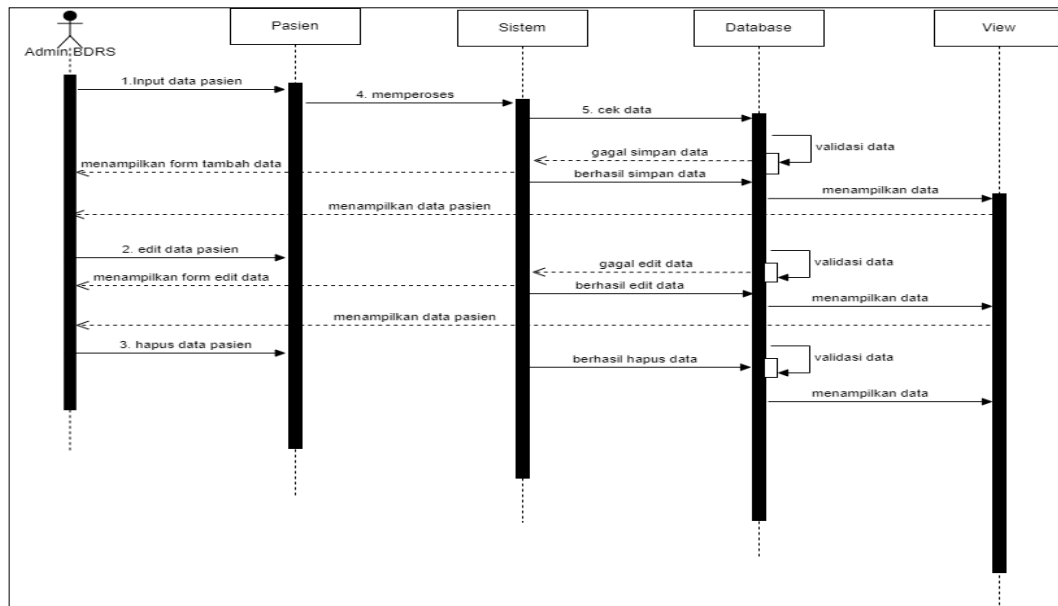 Pasien
Sistem
Database
View
Admin BDRS
1.Input data pasien
4. memperoses
5. cek data
validasi data
gagal simpan data
menampilkan form tambah data
berhasil simpan data
menampilkan data
menampilkan data pasien
2. edit data pasien
validasi data
gagal edit data
menampilkan form edit data
berhasil edit data
menampilkan data
menampilkan data pasien
3. hapus data pasien
validasi data
berhasil hapus data
menampilkan data